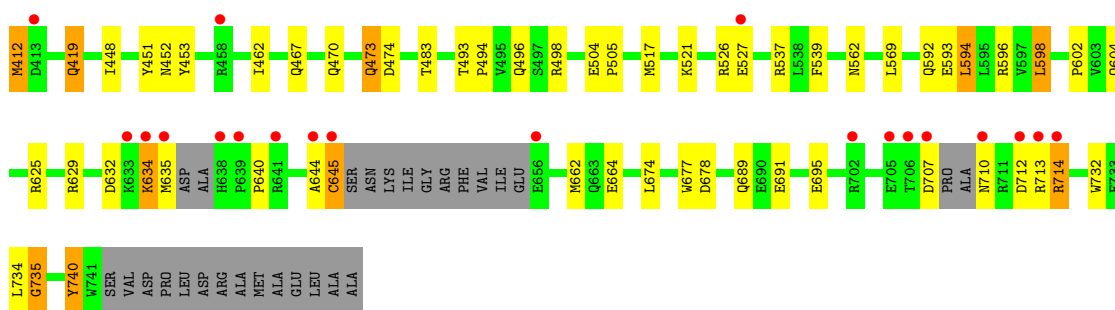 M412 D413 Q419 I448 Y451 N452 Y453 R458 I462 Q467 Q470 Q473 D474 T483 T493 P494 V495 Q496 S497 R498 E504 P505 M517 K521 R526 E527 R537 L538 F539 N562 L569 Q592 E593 L594 L595 R596 V597 L598 P602 V603
R625 R629 D632 K633 K634 M635 ASP ALA H638 P639 P640 R641 A644 C645 SER ASN LYS ILE GLY ARG PHE VAL ILE GLU E656 M662 Q663 E664 L674 W677 D678 Q689 E690 E691 E695 R702 E705 T706 D707 PRO ALA N710 R711 D712 R713 R714 W732
L734 G735 Y740 W741 SER VAL ASP PRO LEU ASP ARG ALA MET ALA GLU LEU ALA ALA